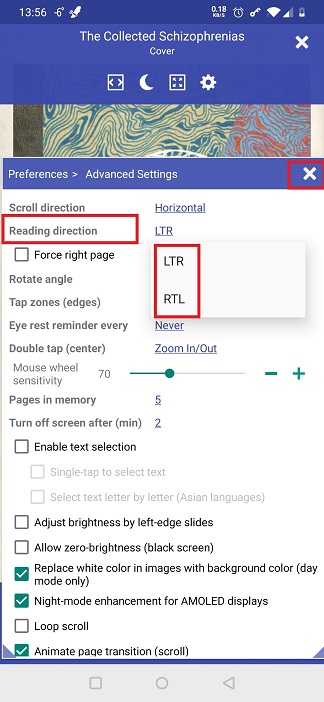 13:56 -6°
0.18
KB/S
The Collected Schizophrenias
Cover
Preferences > Advanced Settings
Scroll direction Horizontal
Reading direction LTR
LTR
RTL
Force right page
Rotate angle
Tap zones (edges)
Eye rest reminder every Never
Double tap (center) Zoom In/Out
Mouse wheel
sensitivity 70
Pages in memory 5
Turn off screen after (min) 2
Enable text selection
Single-tap to select text
Select text letter by letter (Asian languages)
Adjust brightness by left-edge slides
Allow zero-brightness (black screen)
Replace white color in images with background color (day
mode only)
Night-mode enhancement for AMOLED displays
Loop scroll
Animate page transition (scroll)